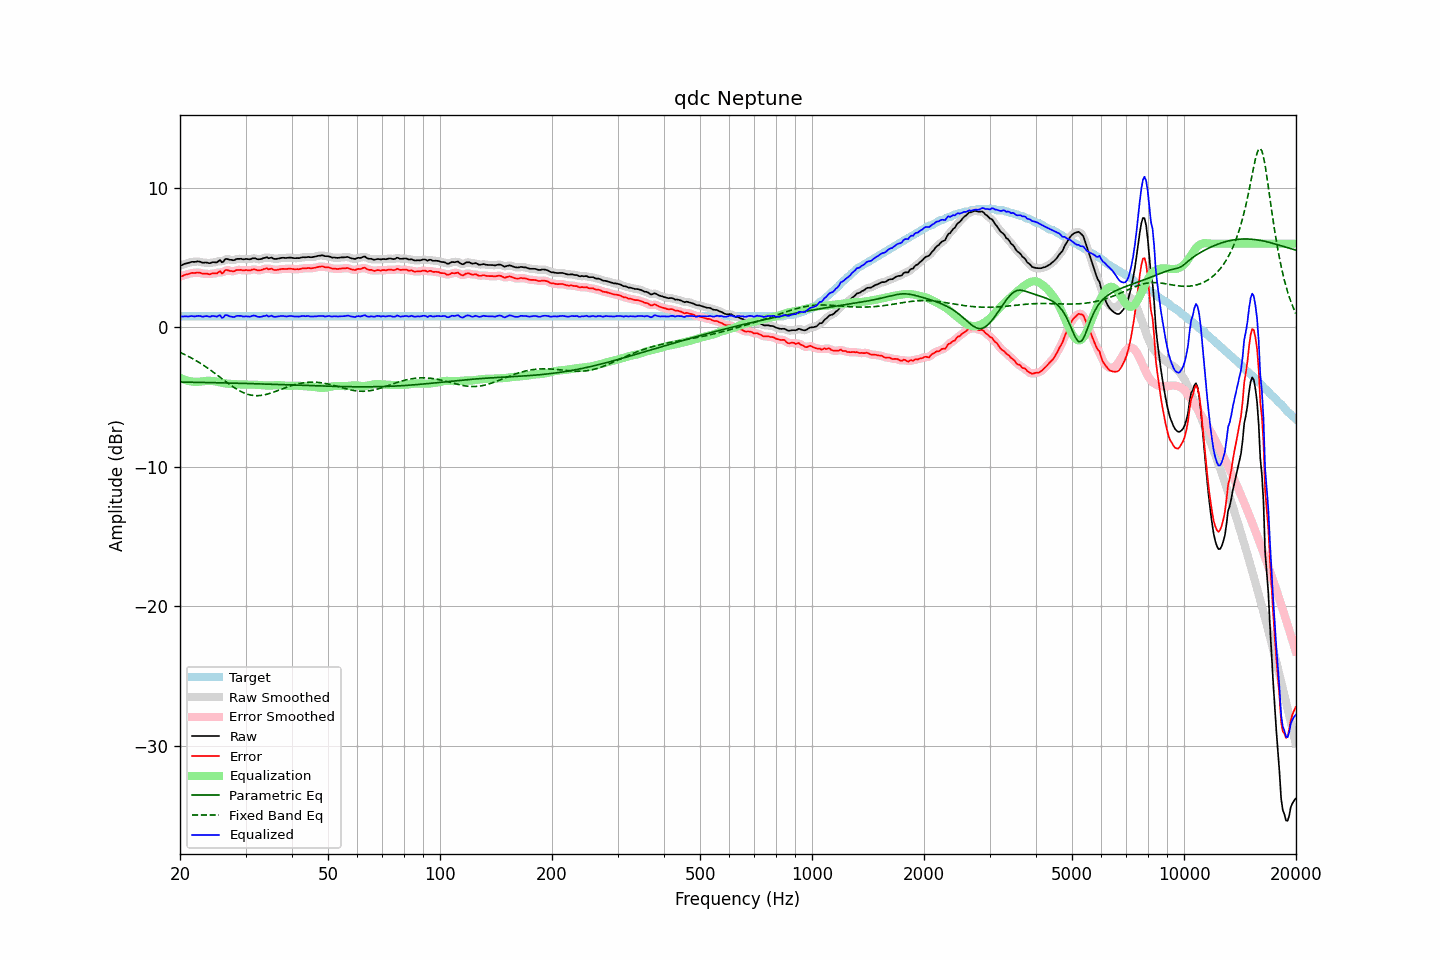 qdc Neptune
10
0
−10
−20
−30
Amplitude (dBr)
Target
Raw Smoothed
Error Smoothed
Raw
Error
Equalization
Parametric Eq
Fixed Band Eq
Equalized
20
50
100
200
500
1000
2000
5000
10000
20000
Frequency (Hz)